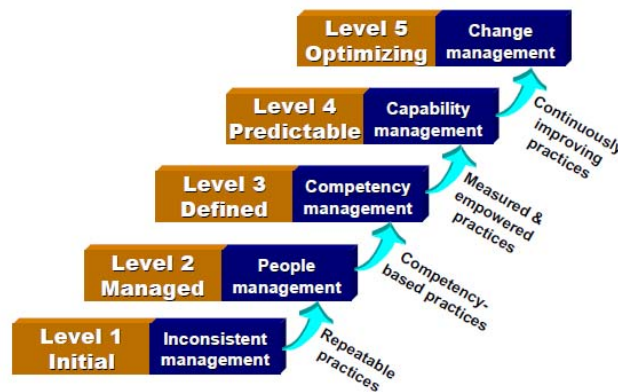 Level 5
Optimizing
Change
management
Level 4
Predictable
Capability
management
Continuously
improving
practices
Level 3
Defined
Competency
management
Measured &
empowered
practices
Level 2
Managed
People
management
Competency-
based practices
Level 1
Initial
Inconsistent
management
Repeatable
practices